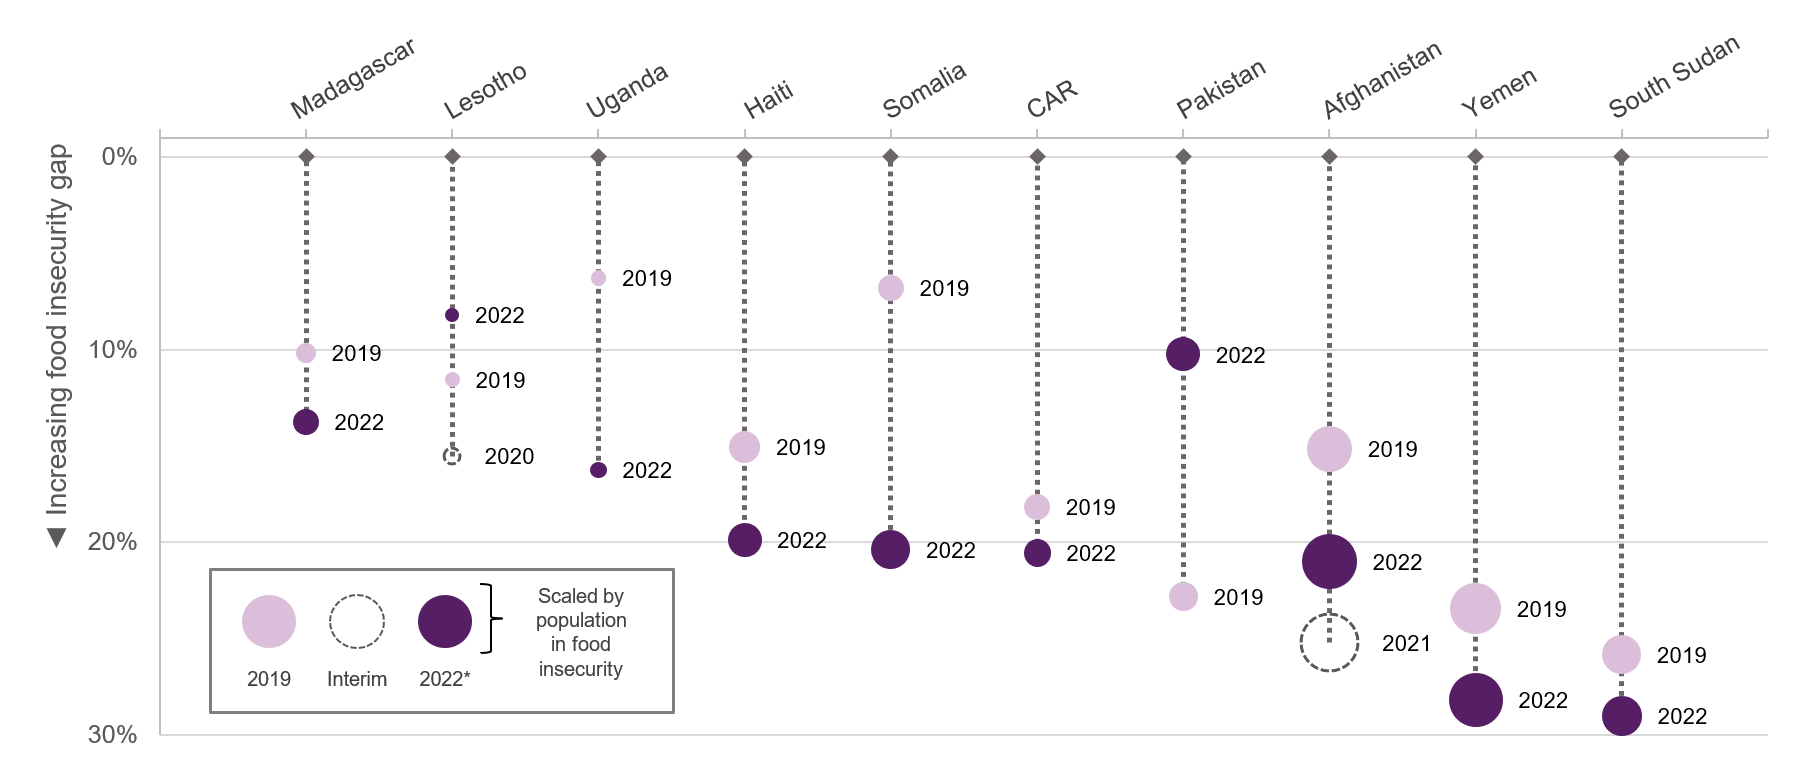 Madagascar
Lesotho
Uganda
Haiti
Somalia
CAR
Pakistan
Afghanistan
Yemen
South Sudan
◀ Increasing food insecurity gap
0%
10%
20%
30%
2019
2022
2022
2019
2020
2019
2022
2019
2022
2019
2022
2019
2022
2022
2019
2019
2022
2021
2019
2022
2019
2022
2019
Interim
2022*
Scaled by
population
in food
insecurity